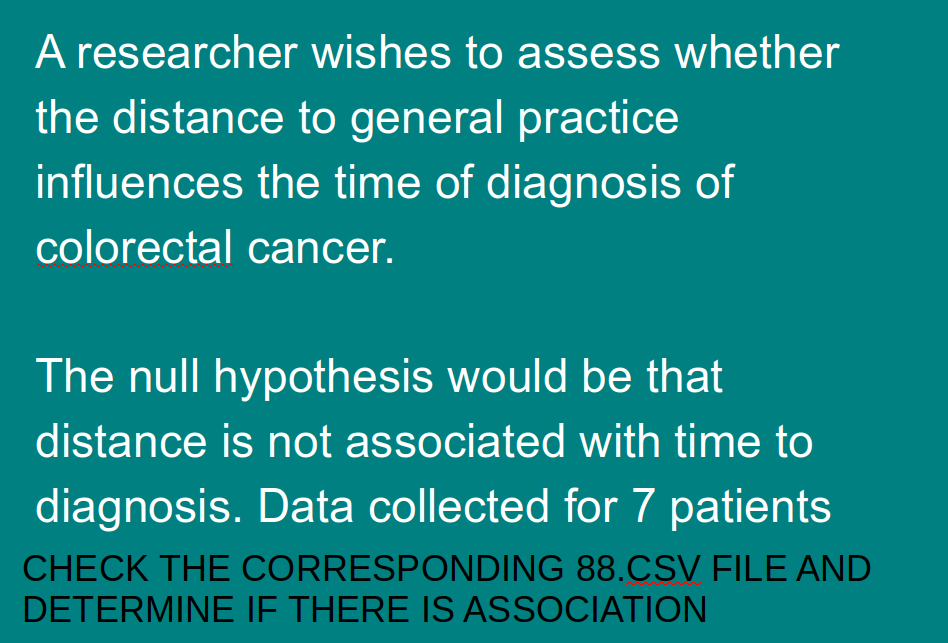 A researcher wishes to assess whether
the distance to general practice
influences the time of diagnosis of
colorectal cancer.
The null hypothesis would be that
distance is not associated with time to
diagnosis. Data collected for 7 patients
CHECK THE CORRESPONDING 88.CSV FILE AND
DETERMINE IF THERE IS ASSOCIATION